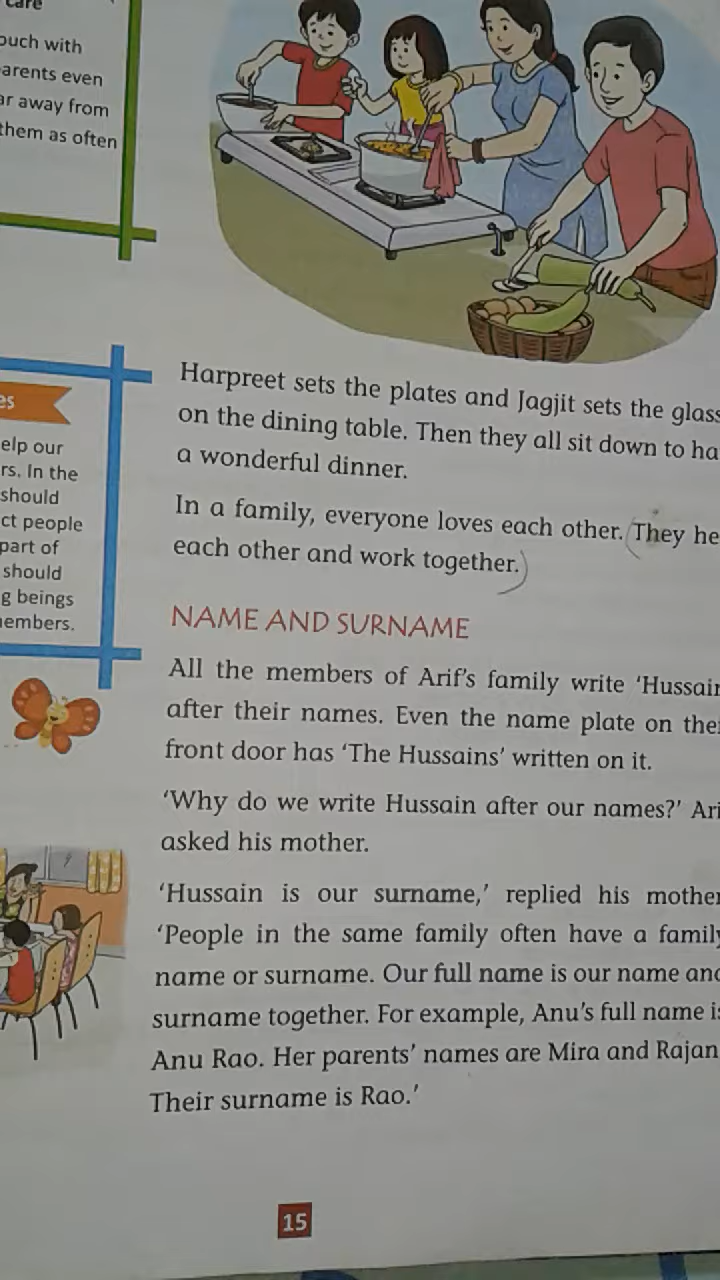 care
ouch with
arents even
ar away from
them as often
es
elp our
rs. In the
should
ct people
part of
should
g beings
embers.
Harpreet sets the plates and Jagjit sets the glass
on the dining table. Then they all sit down to ha
a wonderful dinner.
In a family, everyone loves each other. (They he
each other and work together.)
NAME AND SURNAME
All the members of Arif’s family write ‘Hussain
after their names. Even the name plate on the
front door has ‘The Hussains’ written on it.
‘Why do we write Hussain after our names?’ Ari
asked his mother.
‘Hussain is our surname,’ replied his mother
‘People in the same family often have a family
name or surname. Our full name is our name and
surname together. For example, Anu’s full name is
Anu Rao. Her parents’ names are Mira and Rajan
Their surname is Rao.’
15